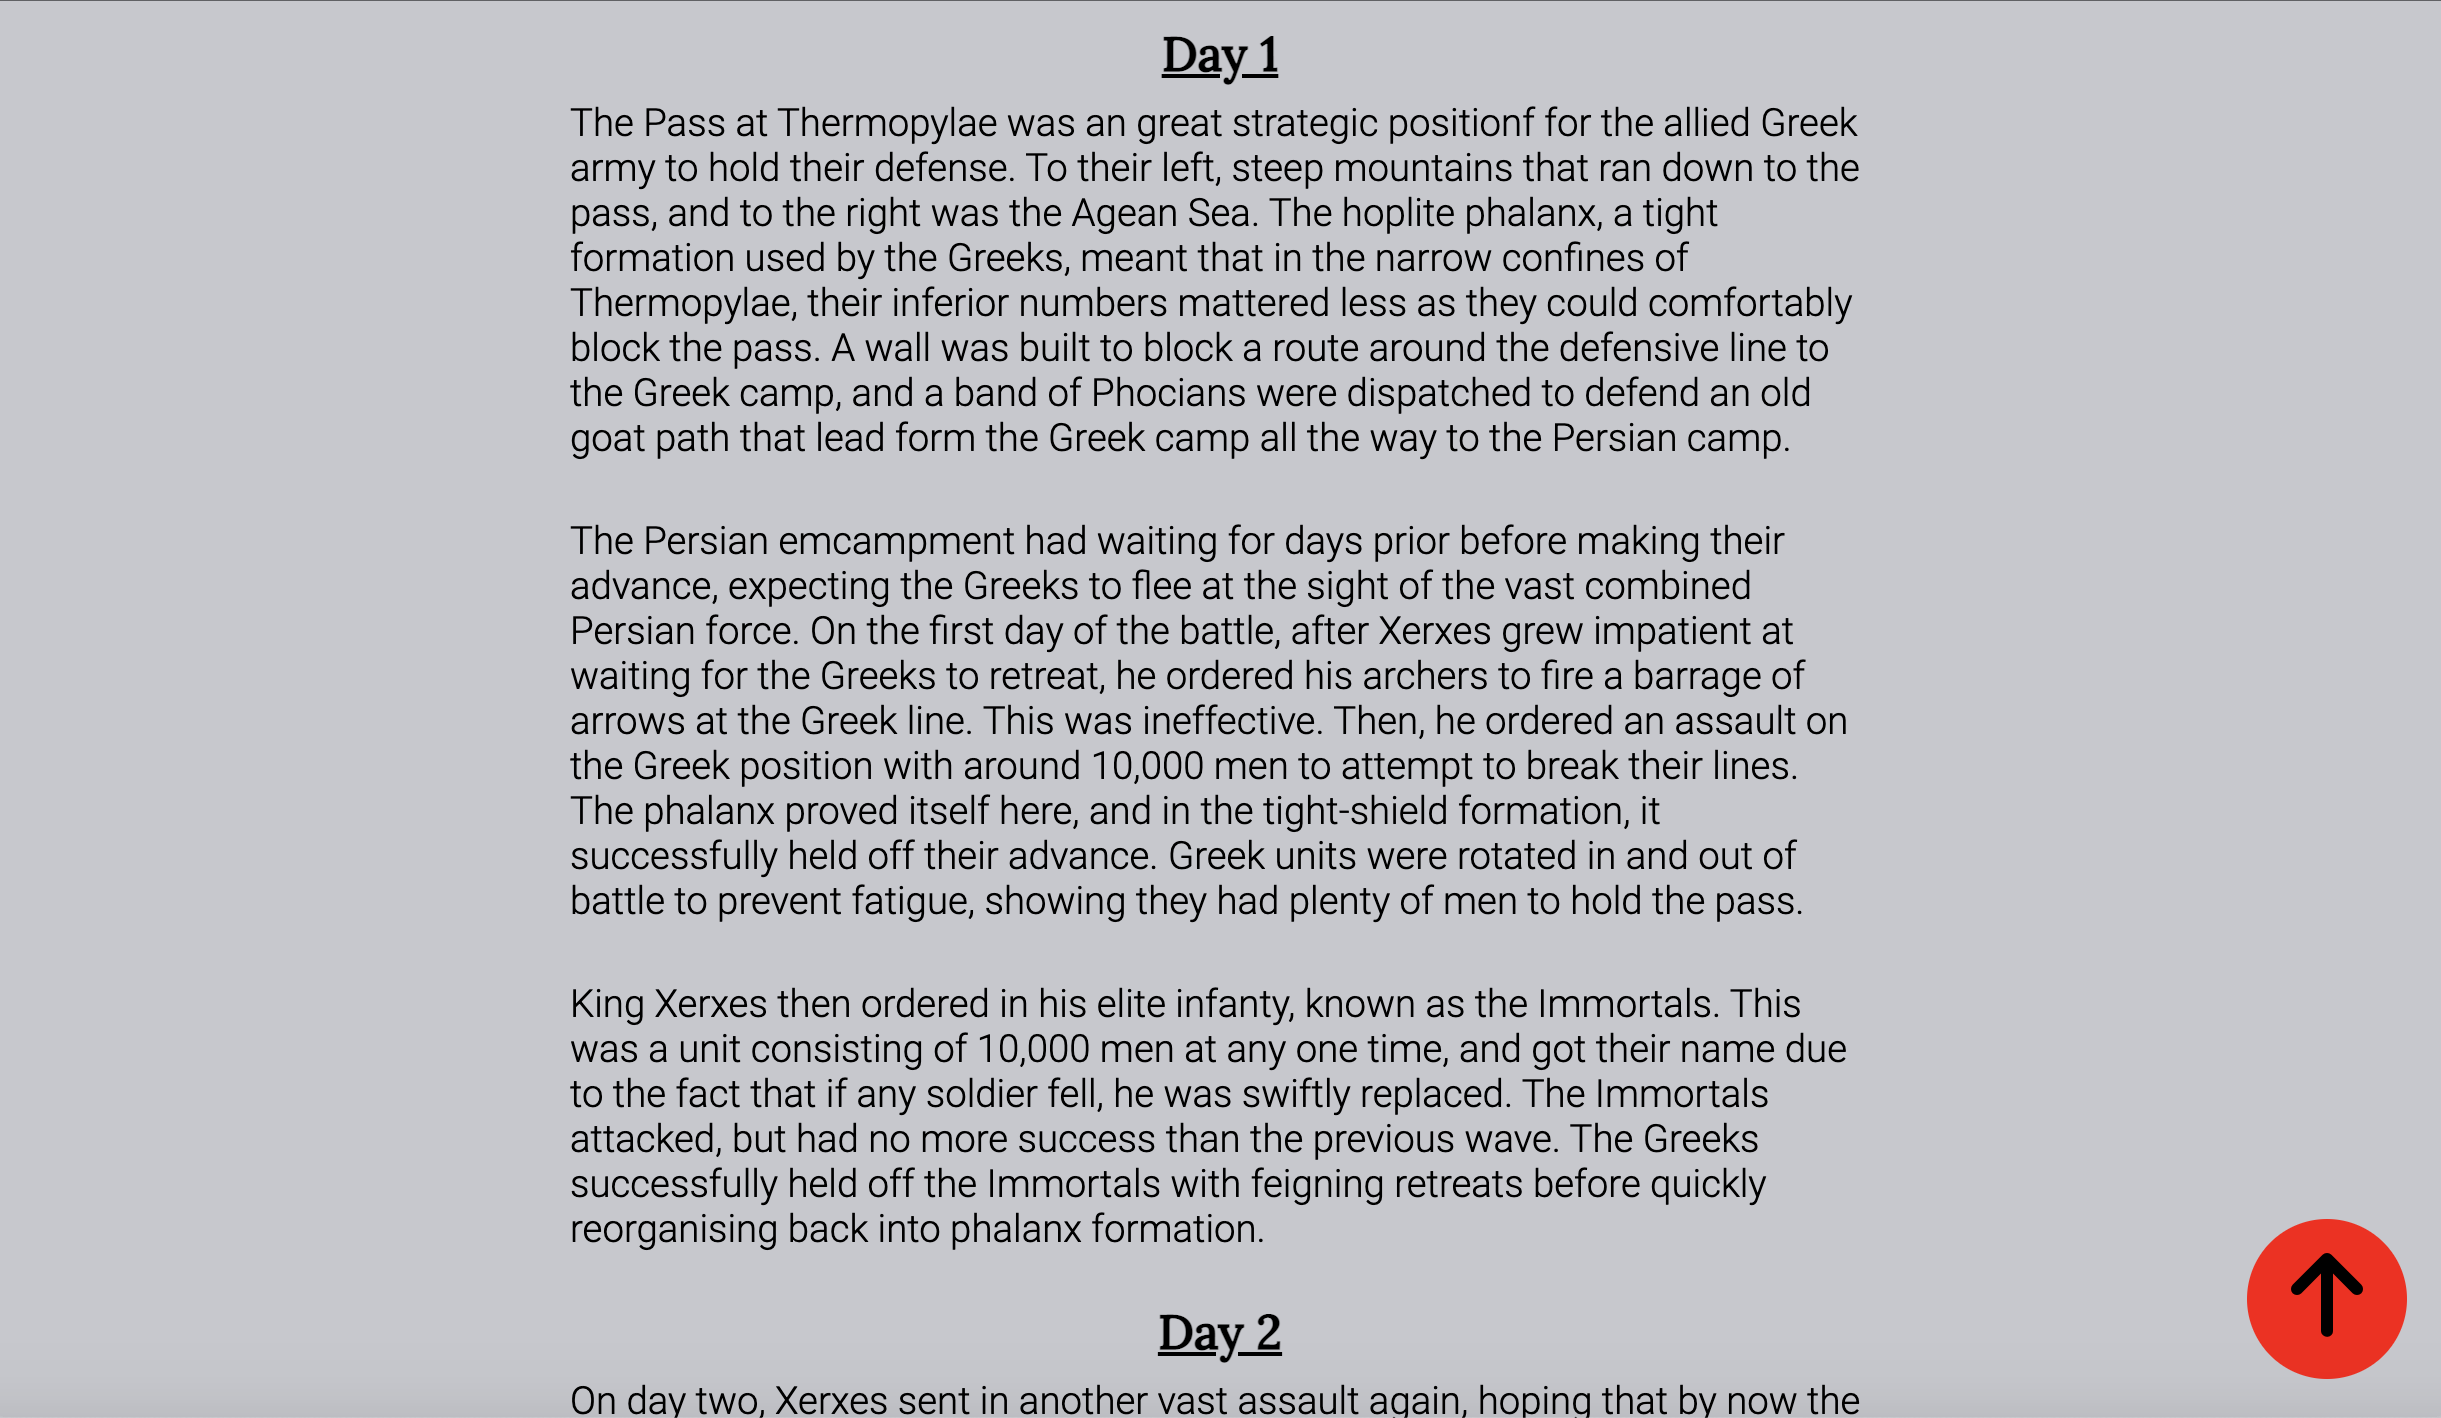 Day 1
The Pass at Thermopylae was an great strategic positionf for the allied Greek
army to hold their defense. To their left, steep mountains that ran down to the
pass, and to the right was the Agean Sea. The hoplite phalanx, a tight
formation used by the Greeks, meant that in the narrow confines of
Thermopylae, their inferior numbers mattered less as they could comfortably
block the pass. A wall was built to block a route around the defensive line to
the Greek camp, and a band of Phocians were dispatched to defend an old
goat path that lead form the Greek camp all the way to the Persian camp.
The Persian emcampment had waiting for days prior before making their
advance, expecting the Greeks to flee at the sight of the vast combined
Persian force. On the first day of the battle, after Xerxes grew impatient at
waiting for the Greeks to retreat, he ordered his archers to fire a barrage of
arrows at the Greek line. This was ineffective. Then, he ordered an assault on
the Greek position with around 10,000 men to attempt to break their lines.
The phalanx proved itself here, and in the tight-shield formation, it
successfully held off their advance. Greek units were rotated in and out of
battle to prevent fatigue, showing they had plenty of men to hold the pass.
King Xerxes then ordered in his elite infanty, known as the Immortals. This
was a unit consisting of 10,000 men at any one time, and got their name due
to the fact that if any soldier fell, he was swiftly replaced. The Immortals
attacked, but had no more success than the previous wave. The Greeks
successfully held off the Immortals with feigning retreats before quickly
reorganising back into phalanx formation.
Day 2
On day two, Xerxes sent in another vast assault again, hoping that by now the